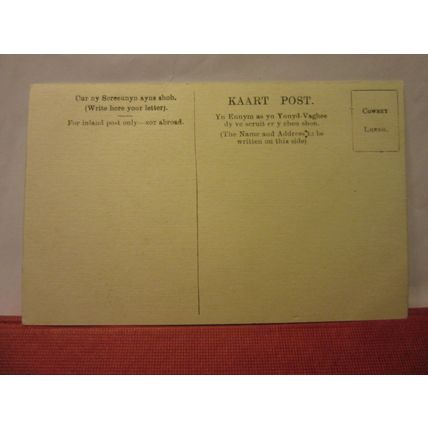 Cur ny Screeunyn ayns shoh.
(Write here your letter).
For inland post only—not abroad.
KAART POST.
Yn Ennym as yn Ynnyd-Vaghee
dy ve scruit er y cheu shoh.
(The Name and Address to be
written on this side)
Cowrey
Lhieu.